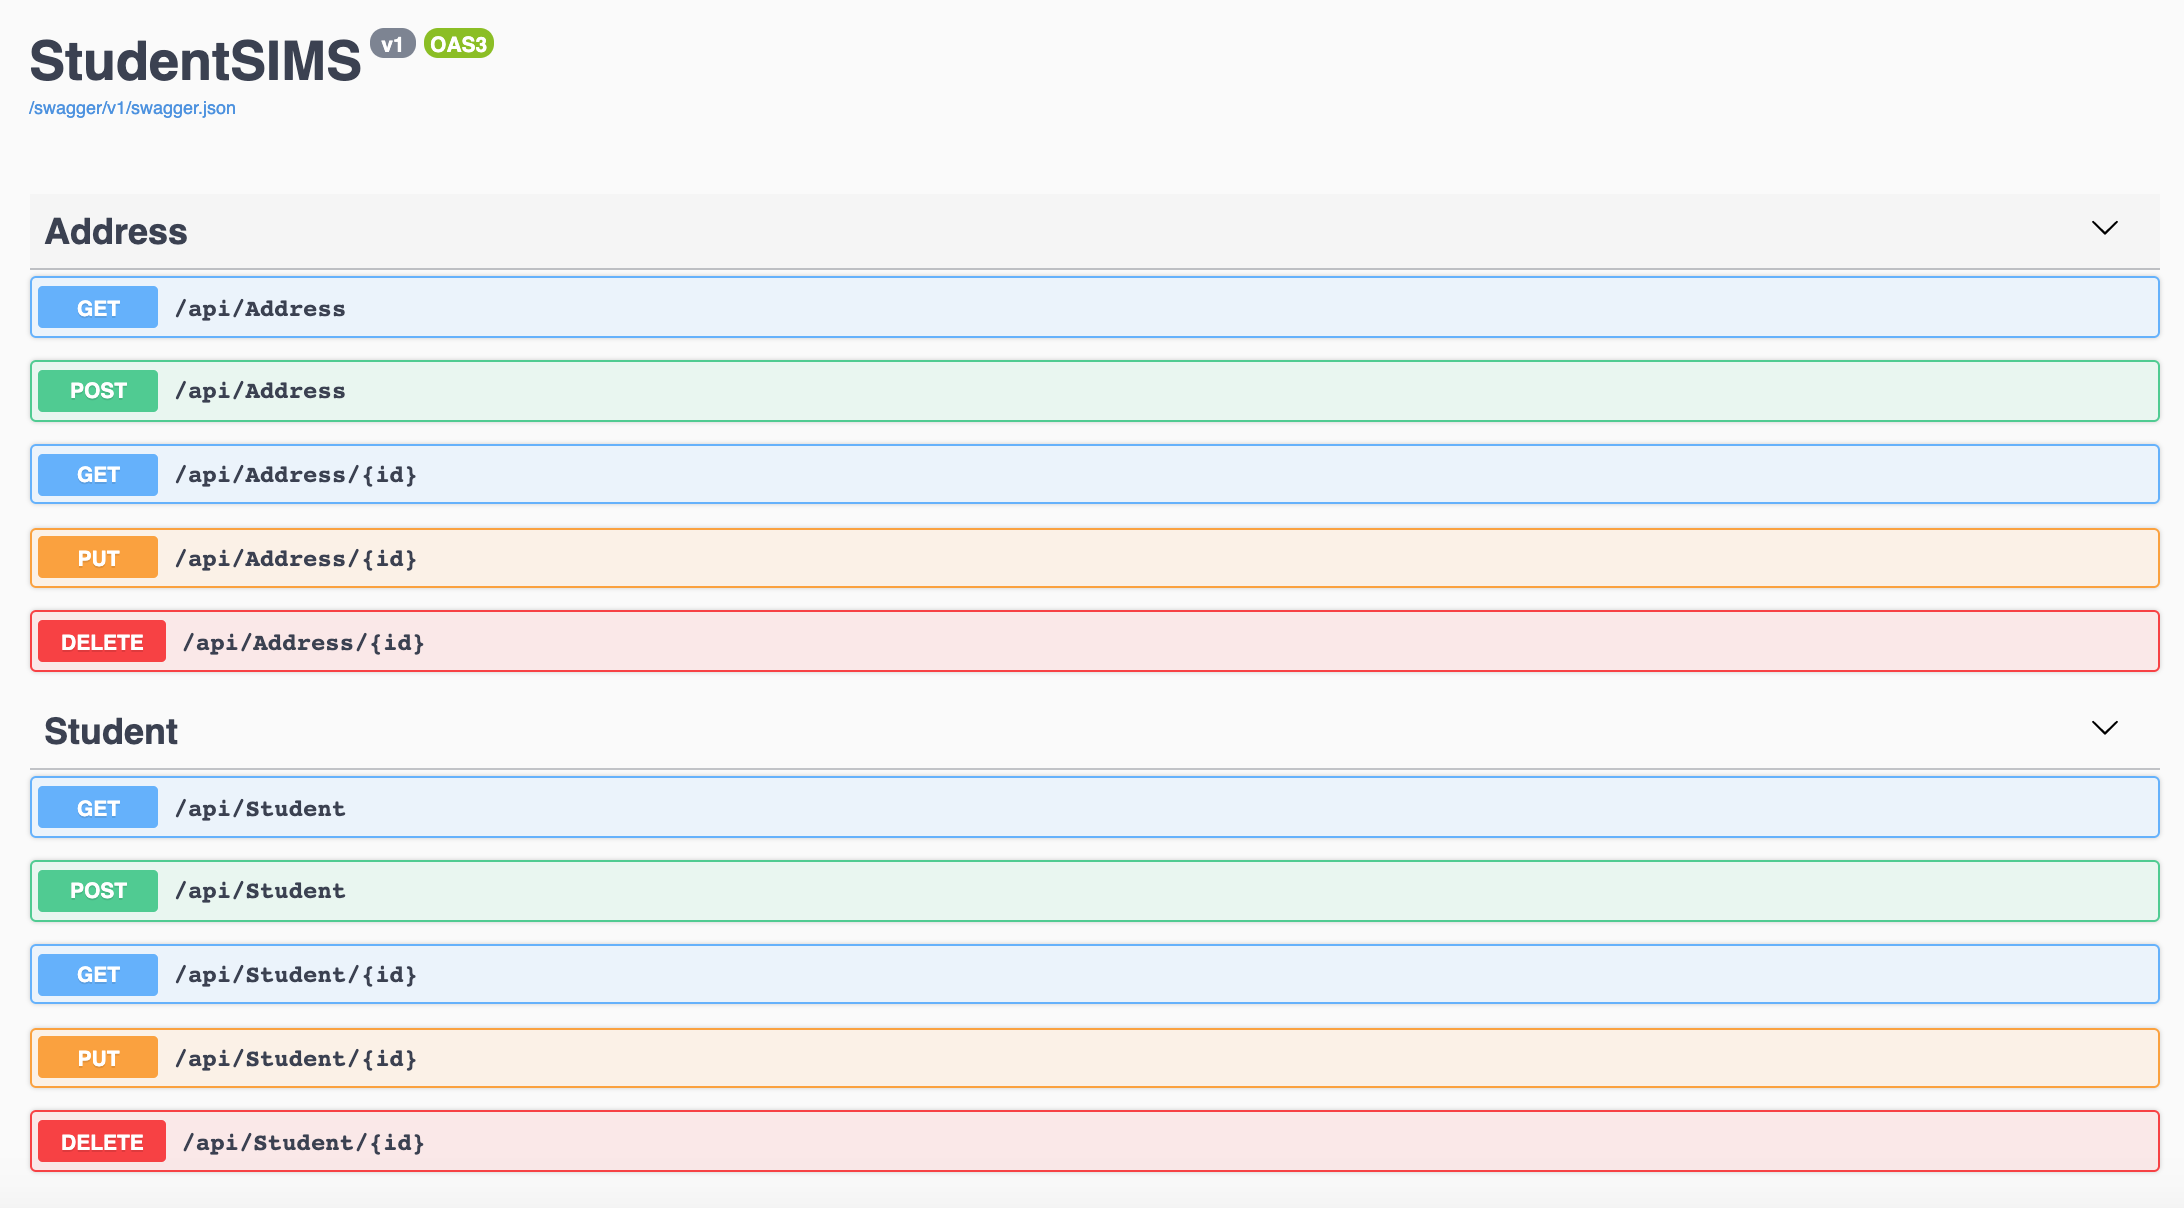 StudentSIMS v1 OAS3
/swagger/v1/swagger.json
Address
GET /api/Address
POST /api/Address
GET /api/Address/{id}
PUT /api/Address/{id}
DELETE /api/Address/{id}
Student
GET /api/Student
POST /api/Student
GET /api/Student/{id}
PUT /api/Student/{id}
DELETE /api/Student/{id}